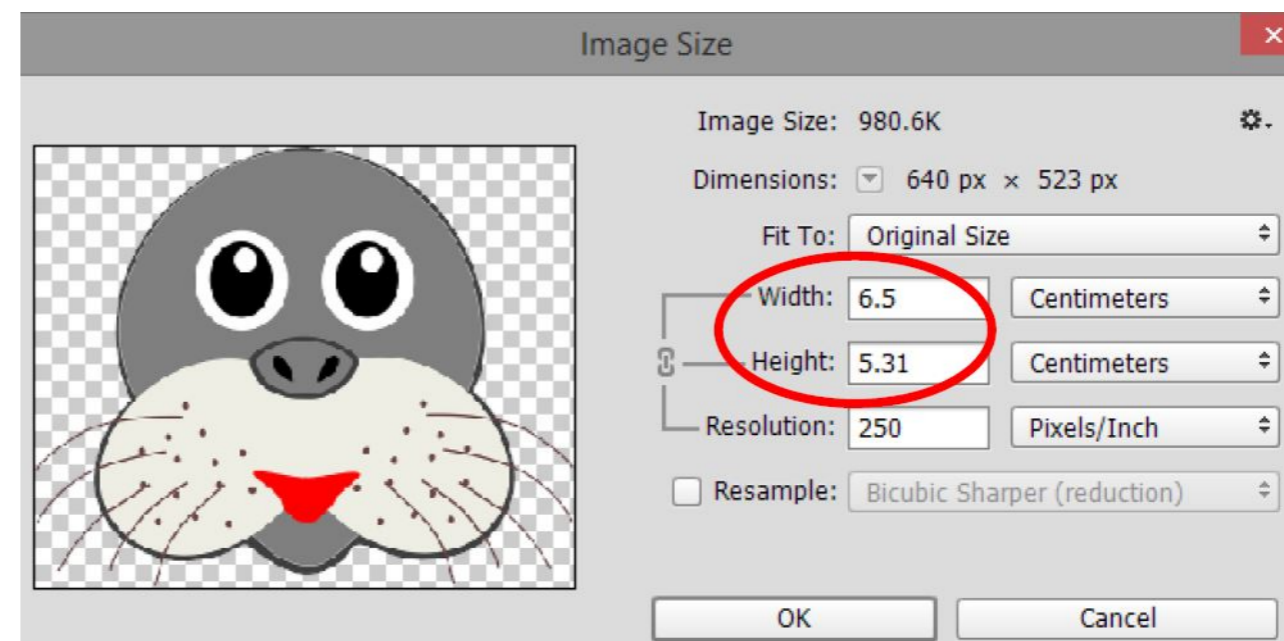 Image Size
Image Size: 980.6K
Dimensions: 640 px × 523 px
Fit To: Original Size
Width: 6.5 Centimeters
Height: 5.31 Centimeters
Resolution: 250 Pixels/Inch
Resample: Bicubic Sharper (reduction)
OK Cancel